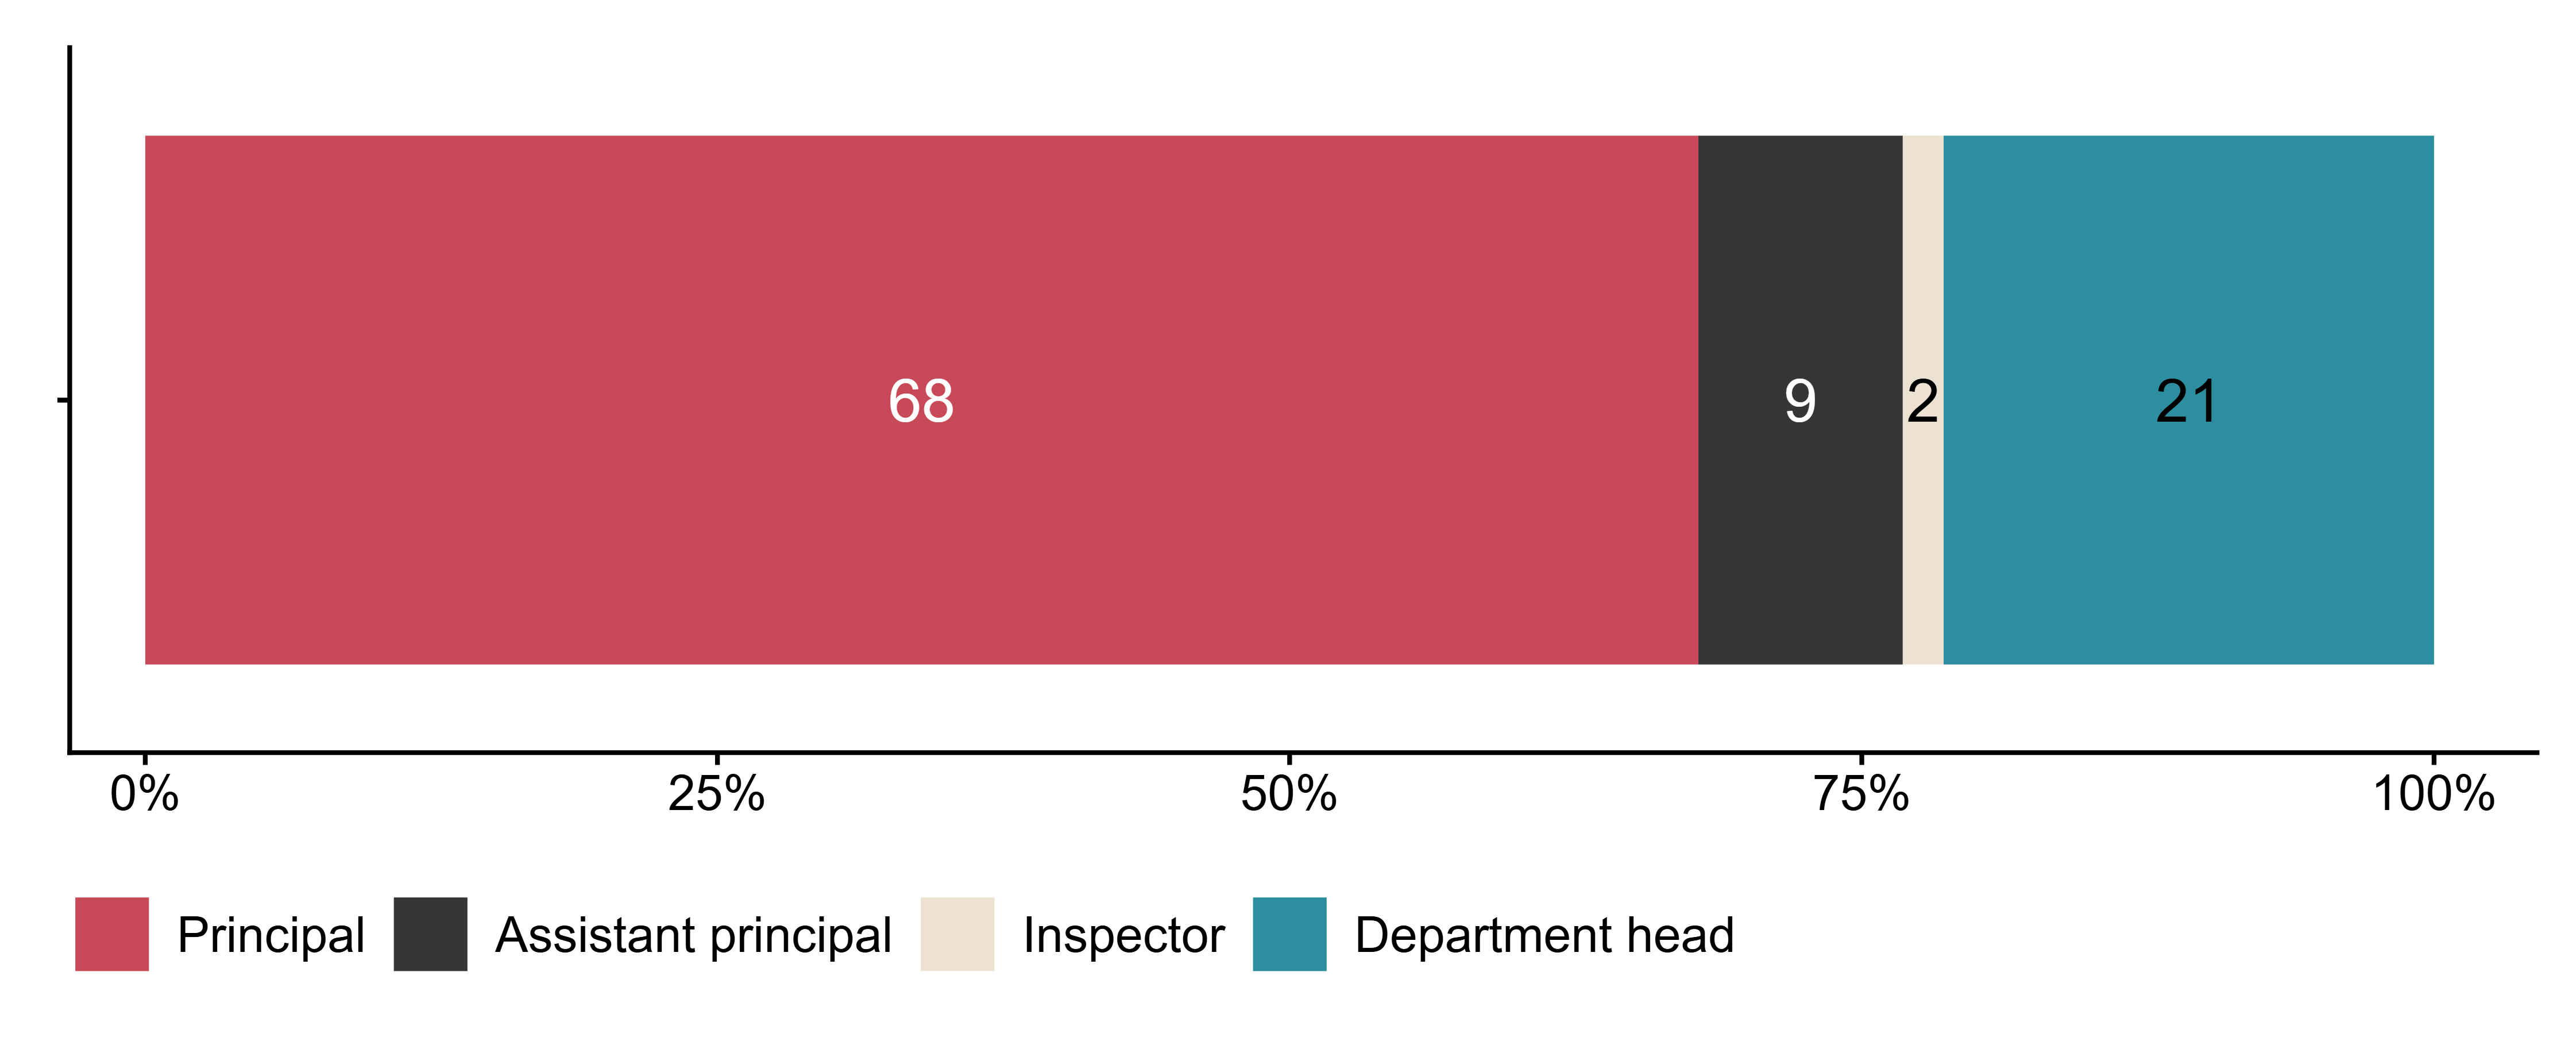 68 9 2 21
0% 25% 50% 75% 100%
Principal Assistant principal Inspector Department head